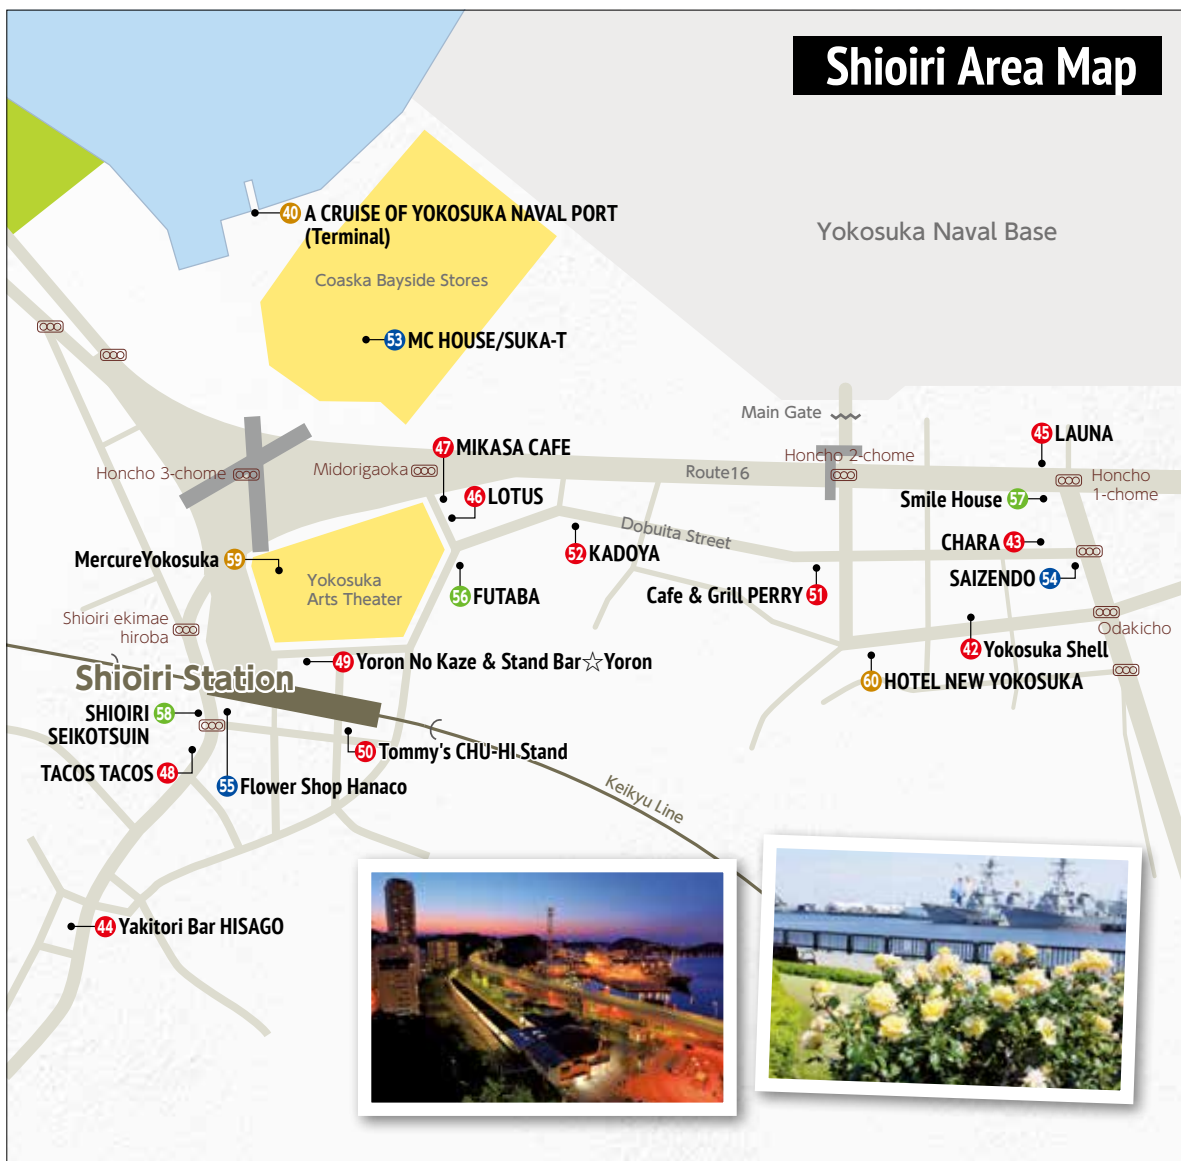 Shioiri Area Map
40 A CRUISE OF YOKOSUKA NAVAL PORT
(Terminal)
Yokosuka Naval Base
Coaska Bayside Stores
53 MC HOUSE/SUKA-T
Main Gate
47 MIKASA CAFE
45 LAUNA
Honcho 3-chome
Midorigaoka
Route16
Honcho 2-chome
Honcho
1-chome
46 LOTUS
Smile House 57
Dobuita Street
CHARA 43
52 KADOYA
MercureYokosuka 59
Yokosuka
Arts Theater
56 FUTABA
Cafe & Grill PERRY 51
SAIZENDO 54
Shioiri ekimae
hiroba
Odakicho
42 Yokosuka Shell
49 Yoron No Kaze & Stand Bar☆Yoron
Shioiri Station
60 HOTEL NEW YOKOSUKA
SHIOIRI 58
SEIKOTSUIN
50 Tommy's CHU-HI Stand
TACOS TACOS 48
55 Flower Shop Hanaco
Keikyu Line
44 Yakitori Bar HISAGO